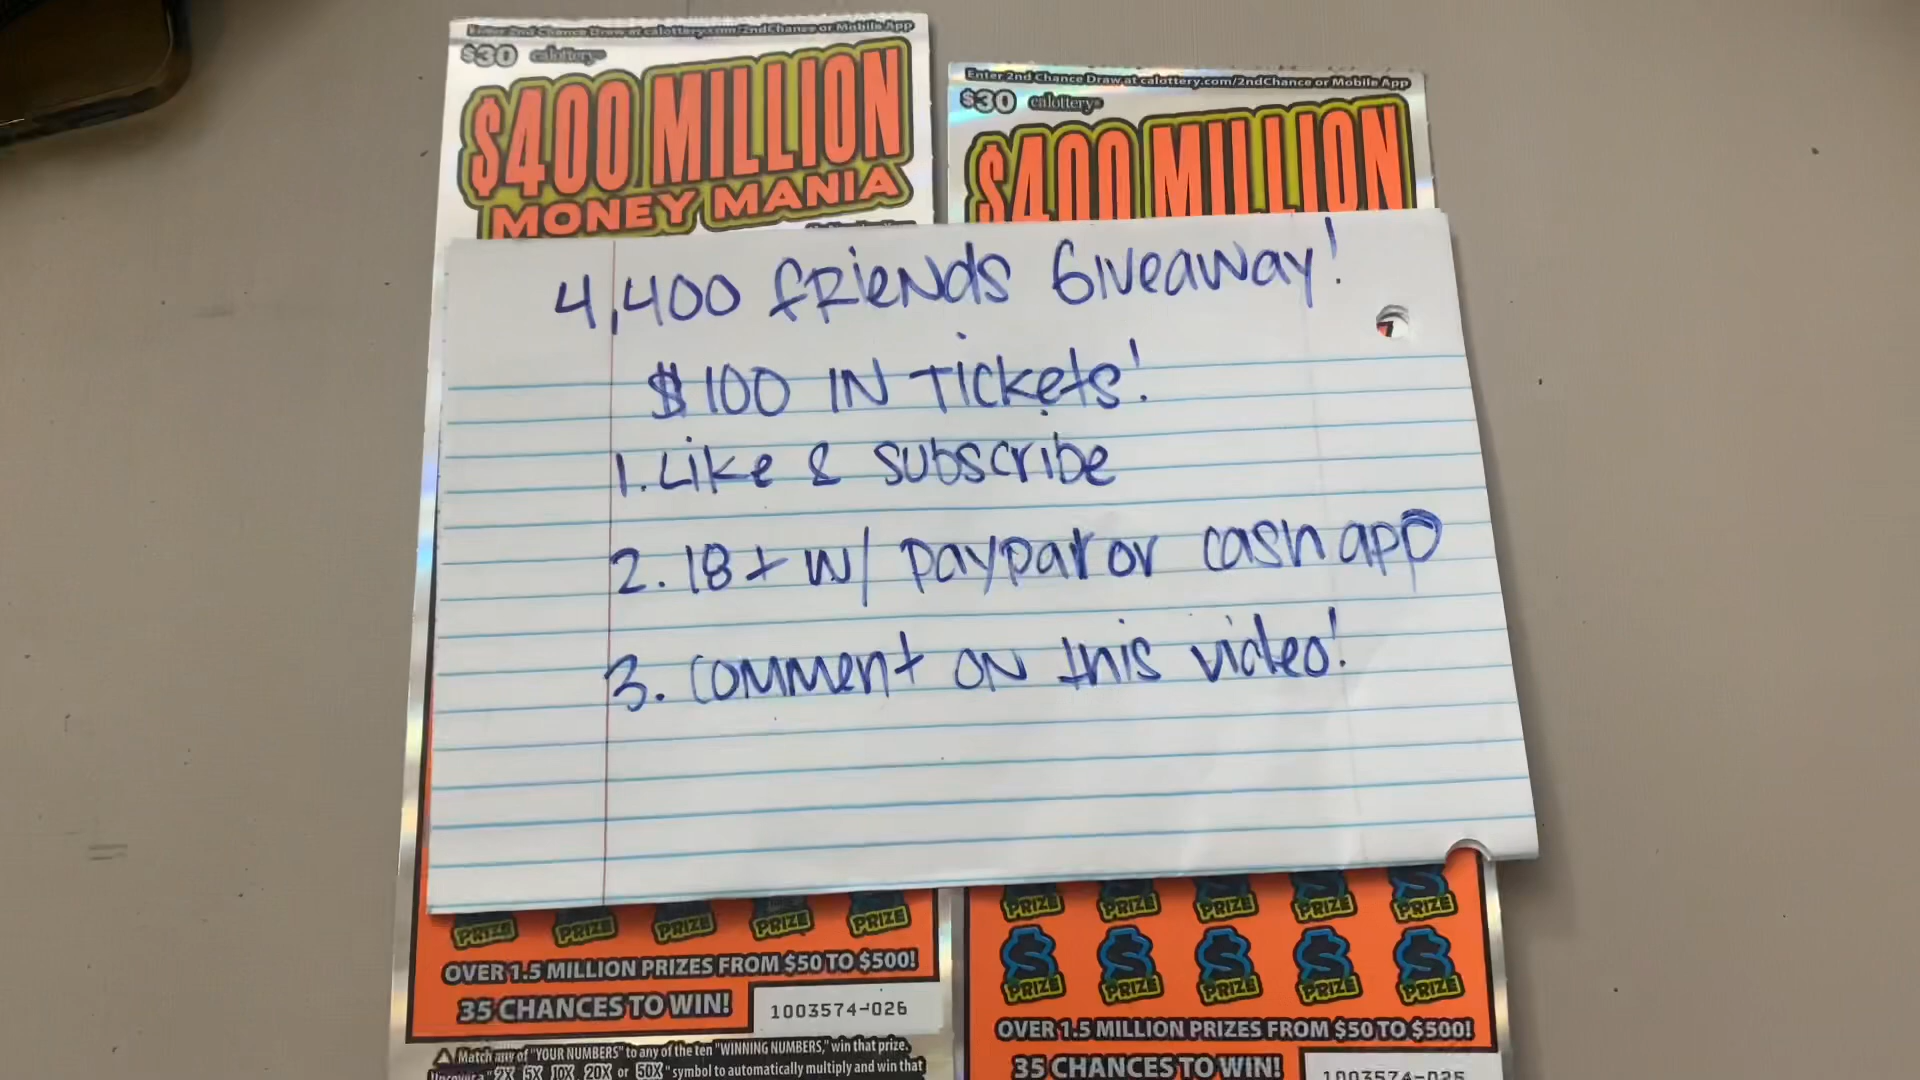 Enter 2nd Chance Draw at calottery.com/2ndChance or Mobile App
$30 calottery
$400 MILLION
MONEY MANIA
Enter 2nd Chance Draw at calottery.com/2ndChance or Mobile App
$30 calottery
$400 MILLION
4,400 friends Giveaway!
$100 IN Tickets!
1. Like & subscribe
2. 18+ w/ paypal or cash app
3. comment on this video!
PRIZE PRIZE PRIZE PRIZE PRIZE
OVER 1.5 MILLION PRIZES FROM $50 TO $500!
35 CHANCES TO WIN! 1003574-026
Match any of "YOUR NUMBERS" to any of the ten "WINNING NUMBERS," win that prize.
Uncover a "2X, 5X, 10X, 20X or 50X" symbol to automatically multiply and win that
PRIZE PRIZE PRIZE PRIZE PRIZE
PRIZE PRIZE PRIZE PRIZE PRIZE
OVER 1.5 MILLION PRIZES FROM $50 TO $500!
35 CHANCES TO WIN! 1003574-025